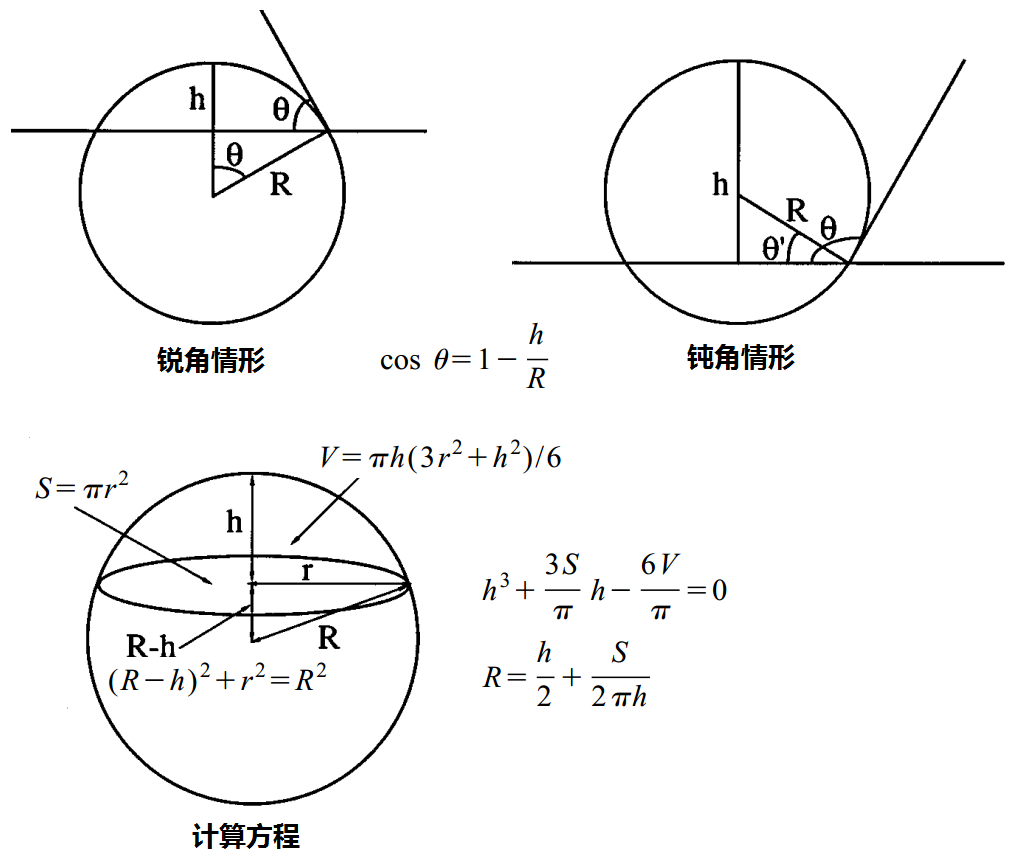 h
θ
θ
R
h
R
θ
θ'
锐角情形
cos θ=1−h/R
钝角情形
V=πh(3r²+h²)/6
S=πr²
h
r
R-h
R
(R−h)²+r²=R²
h³+3S/π h−6V/π=0
R=h/2+S/2πh
计算方程